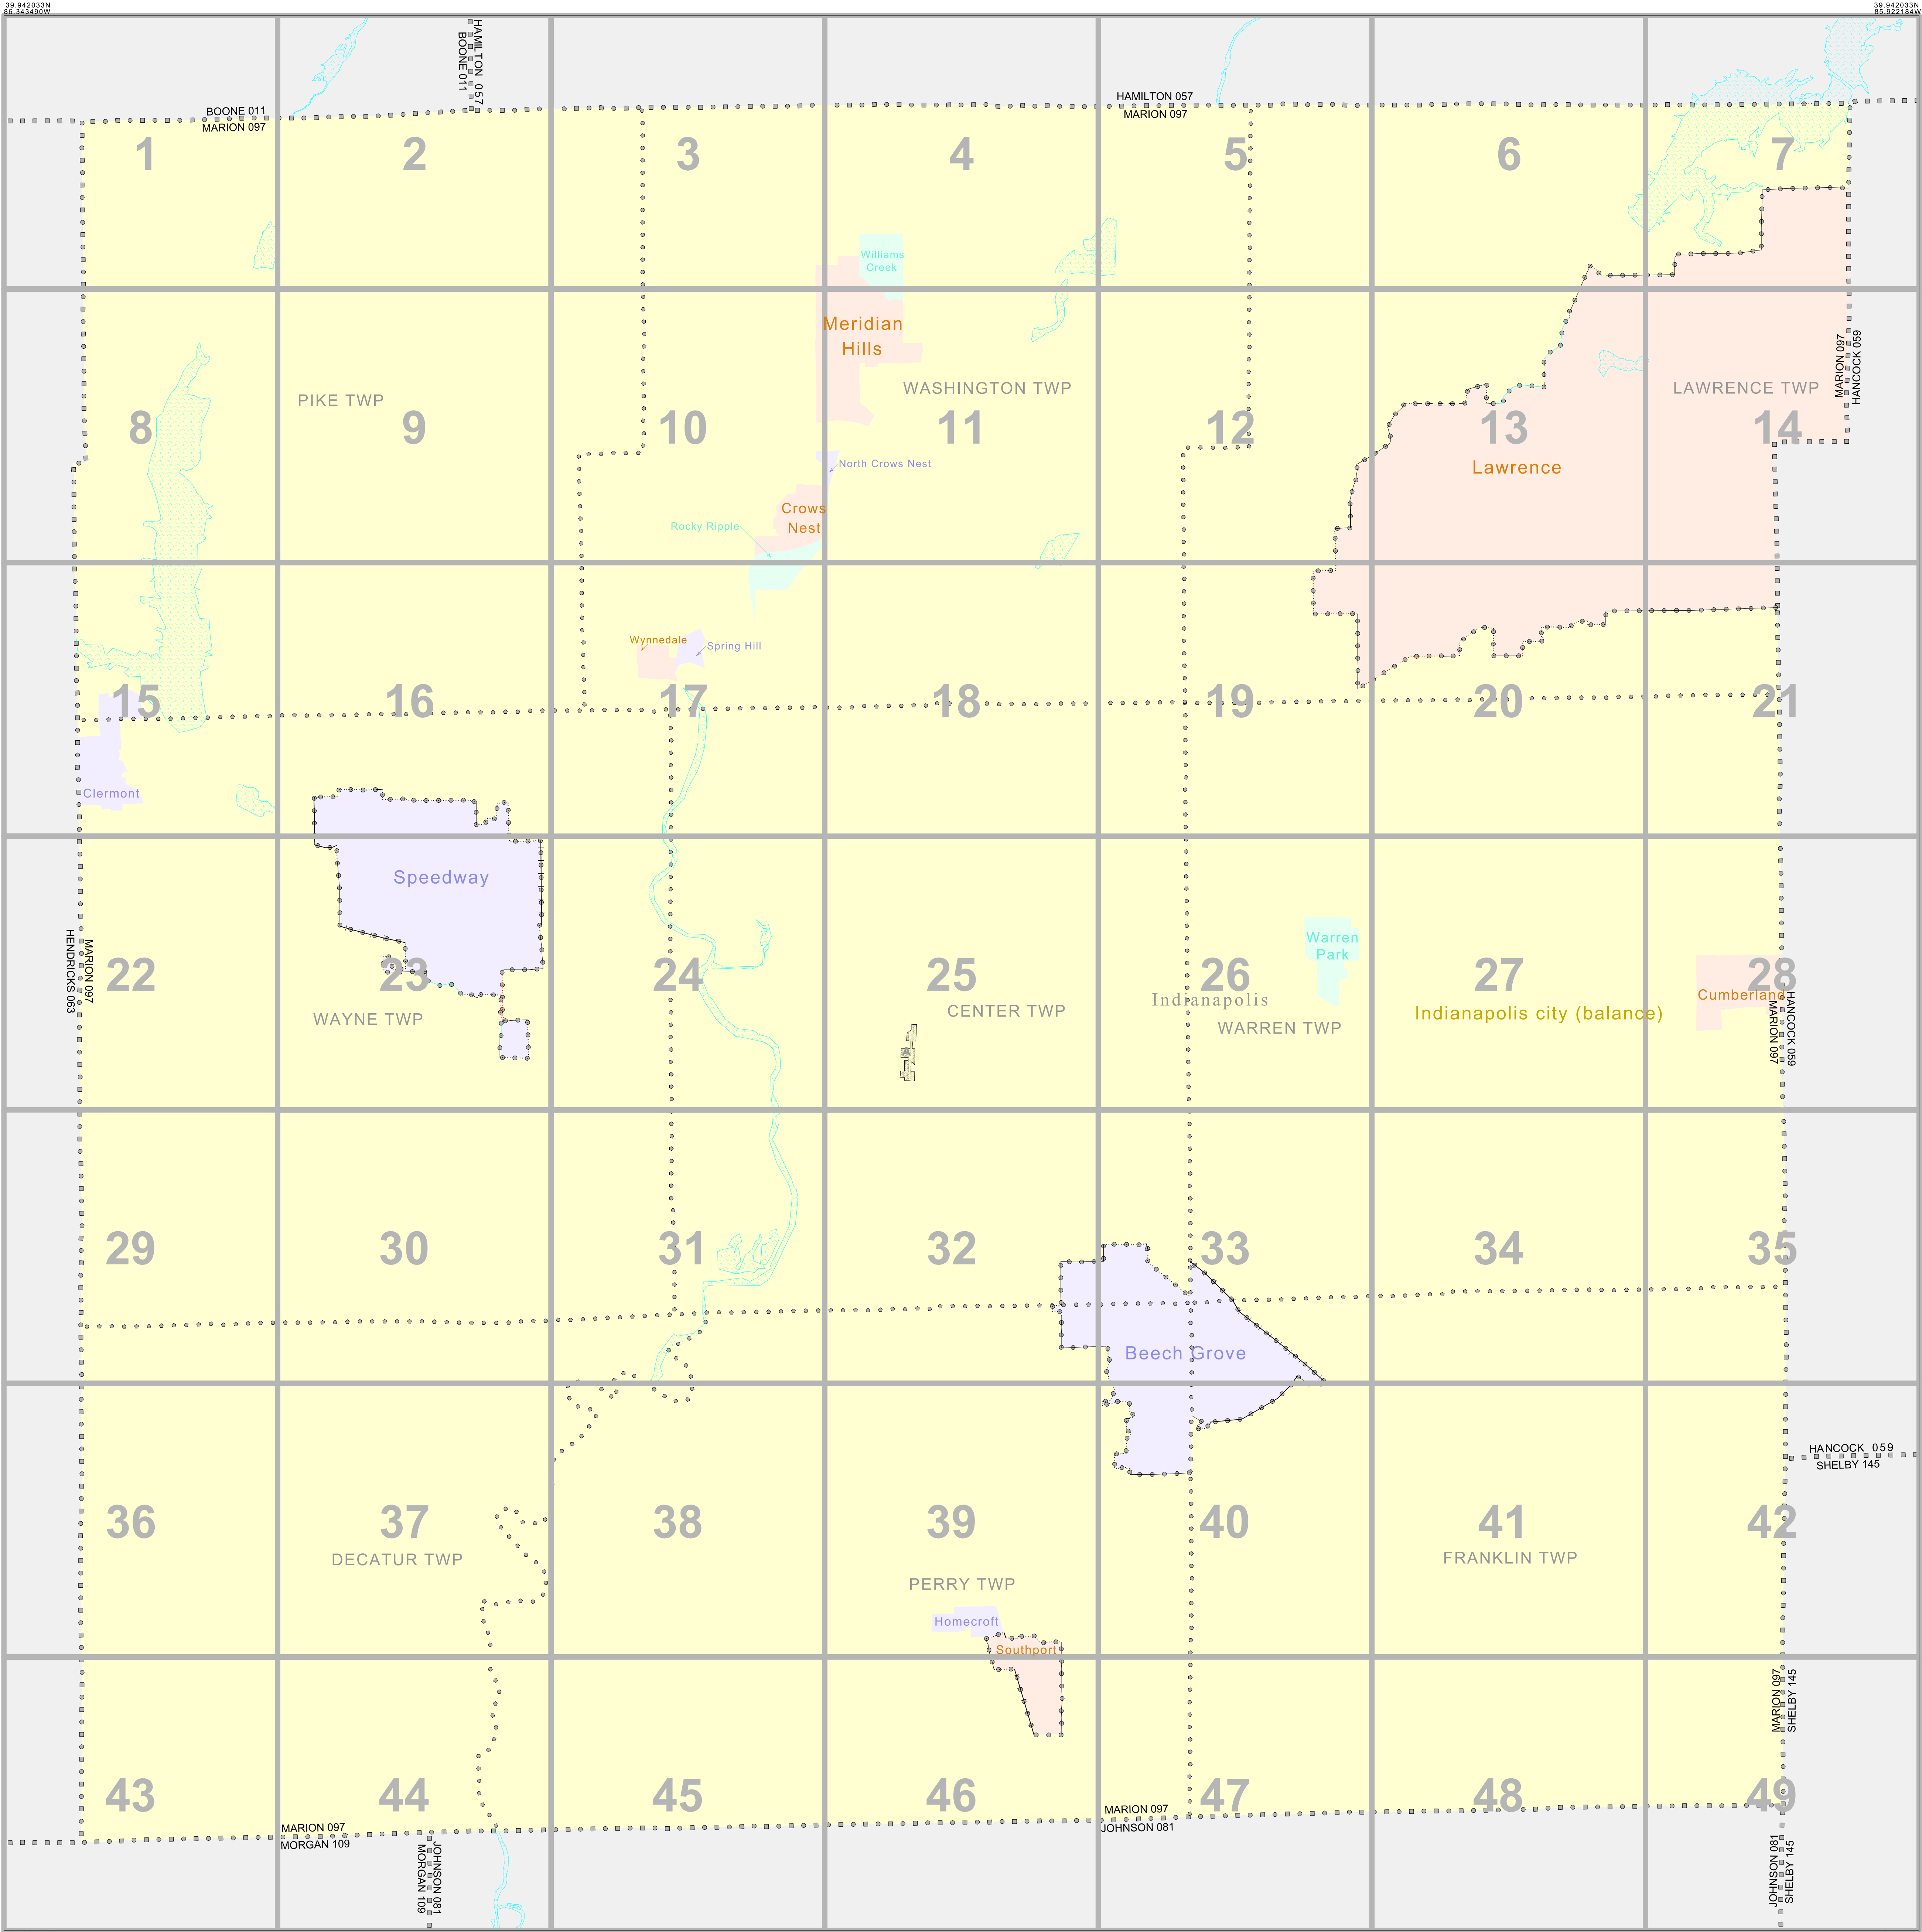 39.942033N
86.343490W
39.942033N
85.922184W
HAMILTON 057
BOONE 011
BOONE 011
MARION 097
HAMILTON 057
MARION 097
1
2
3
4
5
6
7
Williams
Creek
Meridian
Hills
MARION 097
HANCOCK 059
PIKE TWP
WASHINGTON TWP
LAWRENCE TWP
8
9
10
11
12
13
14
North Crows Nest
Lawrence
Crows
Nest
Rocky Ripple
Wynnedale
Spring Hill
15
16
17
18
19
20
21
Clermont
Speedway
Warren
Park
HENDRICKS 063
MARION 097
22
23
24
25
26
27
28
Cumberland
Indianapolis
CENTER TWP
Indianapolis city (balance)
WAYNE TWP
WARREN TWP
MARION 097
HANCOCK 059
A
29
30
31
32
33
34
35
Beech Grove
HANCOCK 059
SHELBY 145
36
37
38
39
40
41
42
DECATUR TWP
FRANKLIN TWP
PERRY TWP
Homecroft
Southport
MARION 097
SHELBY 145
43
44
45
46
47
48
49
MARION 097
JOHNSON 081
MARION 097
MORGAN 109
MORGAN 109
JOHNSON 081
JOHNSON 081
SHELBY 145